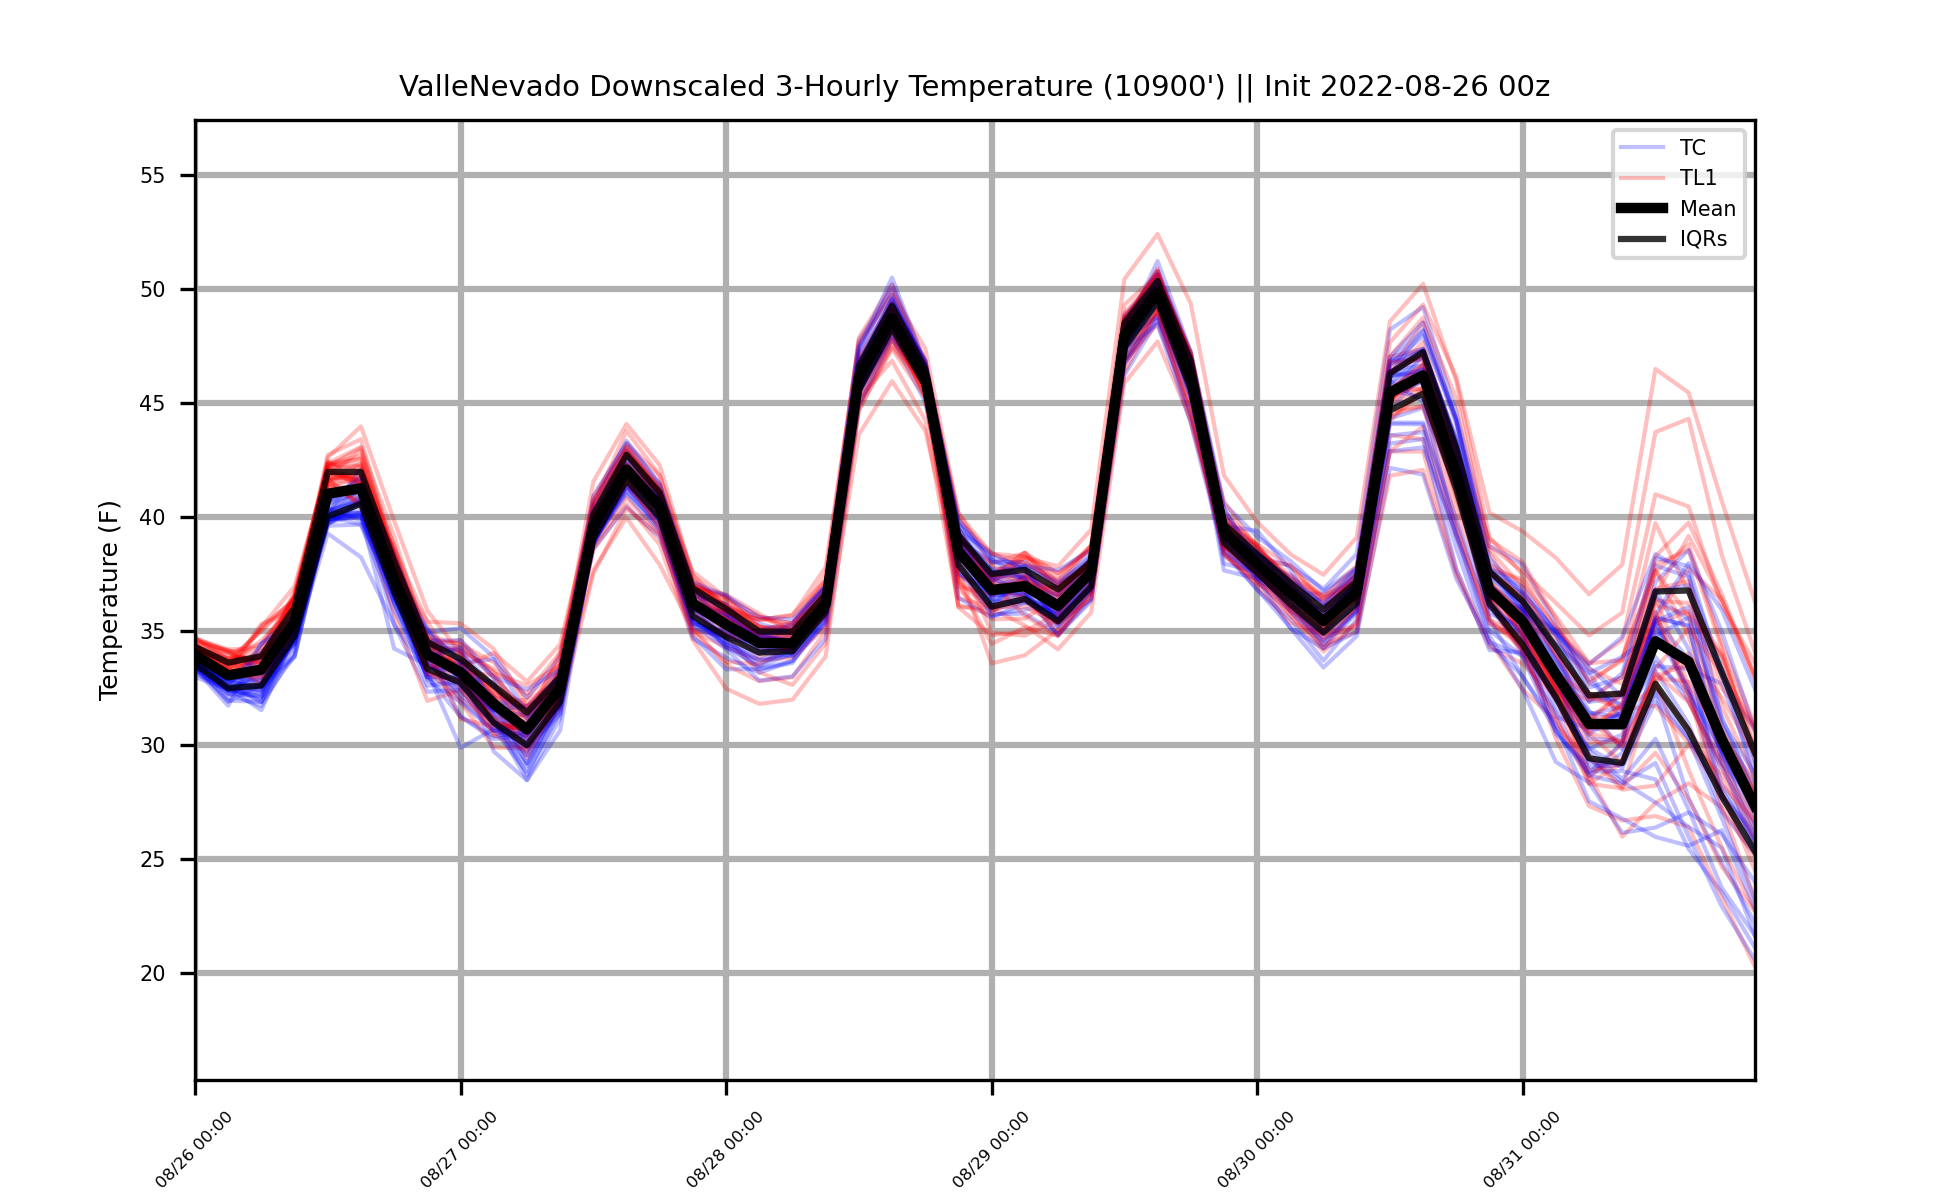 ValleNevado Downscaled 3-Hourly Temperature (10900') || Init 2022-08-26 00z
TC
TL1
Mean
IQRs
Temperature (F)
55
50
45
40
35
30
25
20
08/26 00:00
08/27 00:00
08/28 00:00
08/29 00:00
08/30 00:00
08/31 00:00